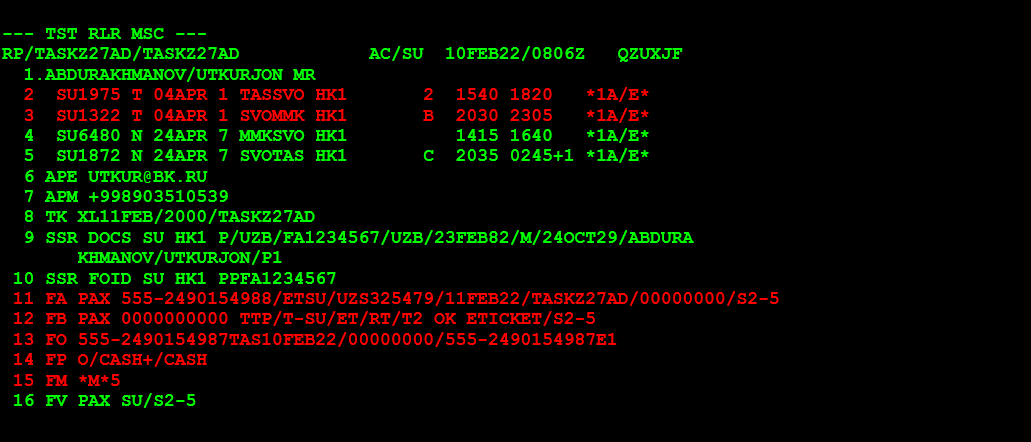 --- TST RLR MSC ---
RP/TASKZ27AD/TASKZ27AD            AC/SU  10FEB22/0806Z   QZUXJF
  1.ABDURAKHMANOV/UTKURJON MR
  2  SU1975 T 04APR 1 TASSVO HK1       2  1540 1820   *1A/E*
  3  SU1322 T 04APR 1 SVOMMK HK1       B  2030 2305   *1A/E*
  4  SU6480 N 24APR 7 MMKSVO HK1          1415 1640   *1A/E*
  5  SU1872 N 24APR 7 SVOTAS HK1       C  2035 0245+1 *1A/E*
  6 APE UTKUR@BK.RU
  7 APM +998903510539
  8 TK XL11FEB/2000/TASKZ27AD
  9 SSR DOCS SU HK1 P/UZB/FA1234567/UZB/23FEB82/M/24OCT29/ABDURA
       KHMANOV/UTKURJON/P1
 10 SSR FOID SU HK1 PPFA1234567
 11 FA PAX 555-2490154988/ETSU/UZS325479/11FEB22/TASKZ27AD/00000000/S2-5
 12 FB PAX 0000000000 TTP/T-SU/ET/RT/T2 OK ETICKET/S2-5
 13 FO 555-2490154987TAS10FEB22/00000000/555-2490154987E1
 14 FP O/CASH+/CASH
 15 FM *M*5
 16 FV PAX SU/S2-5